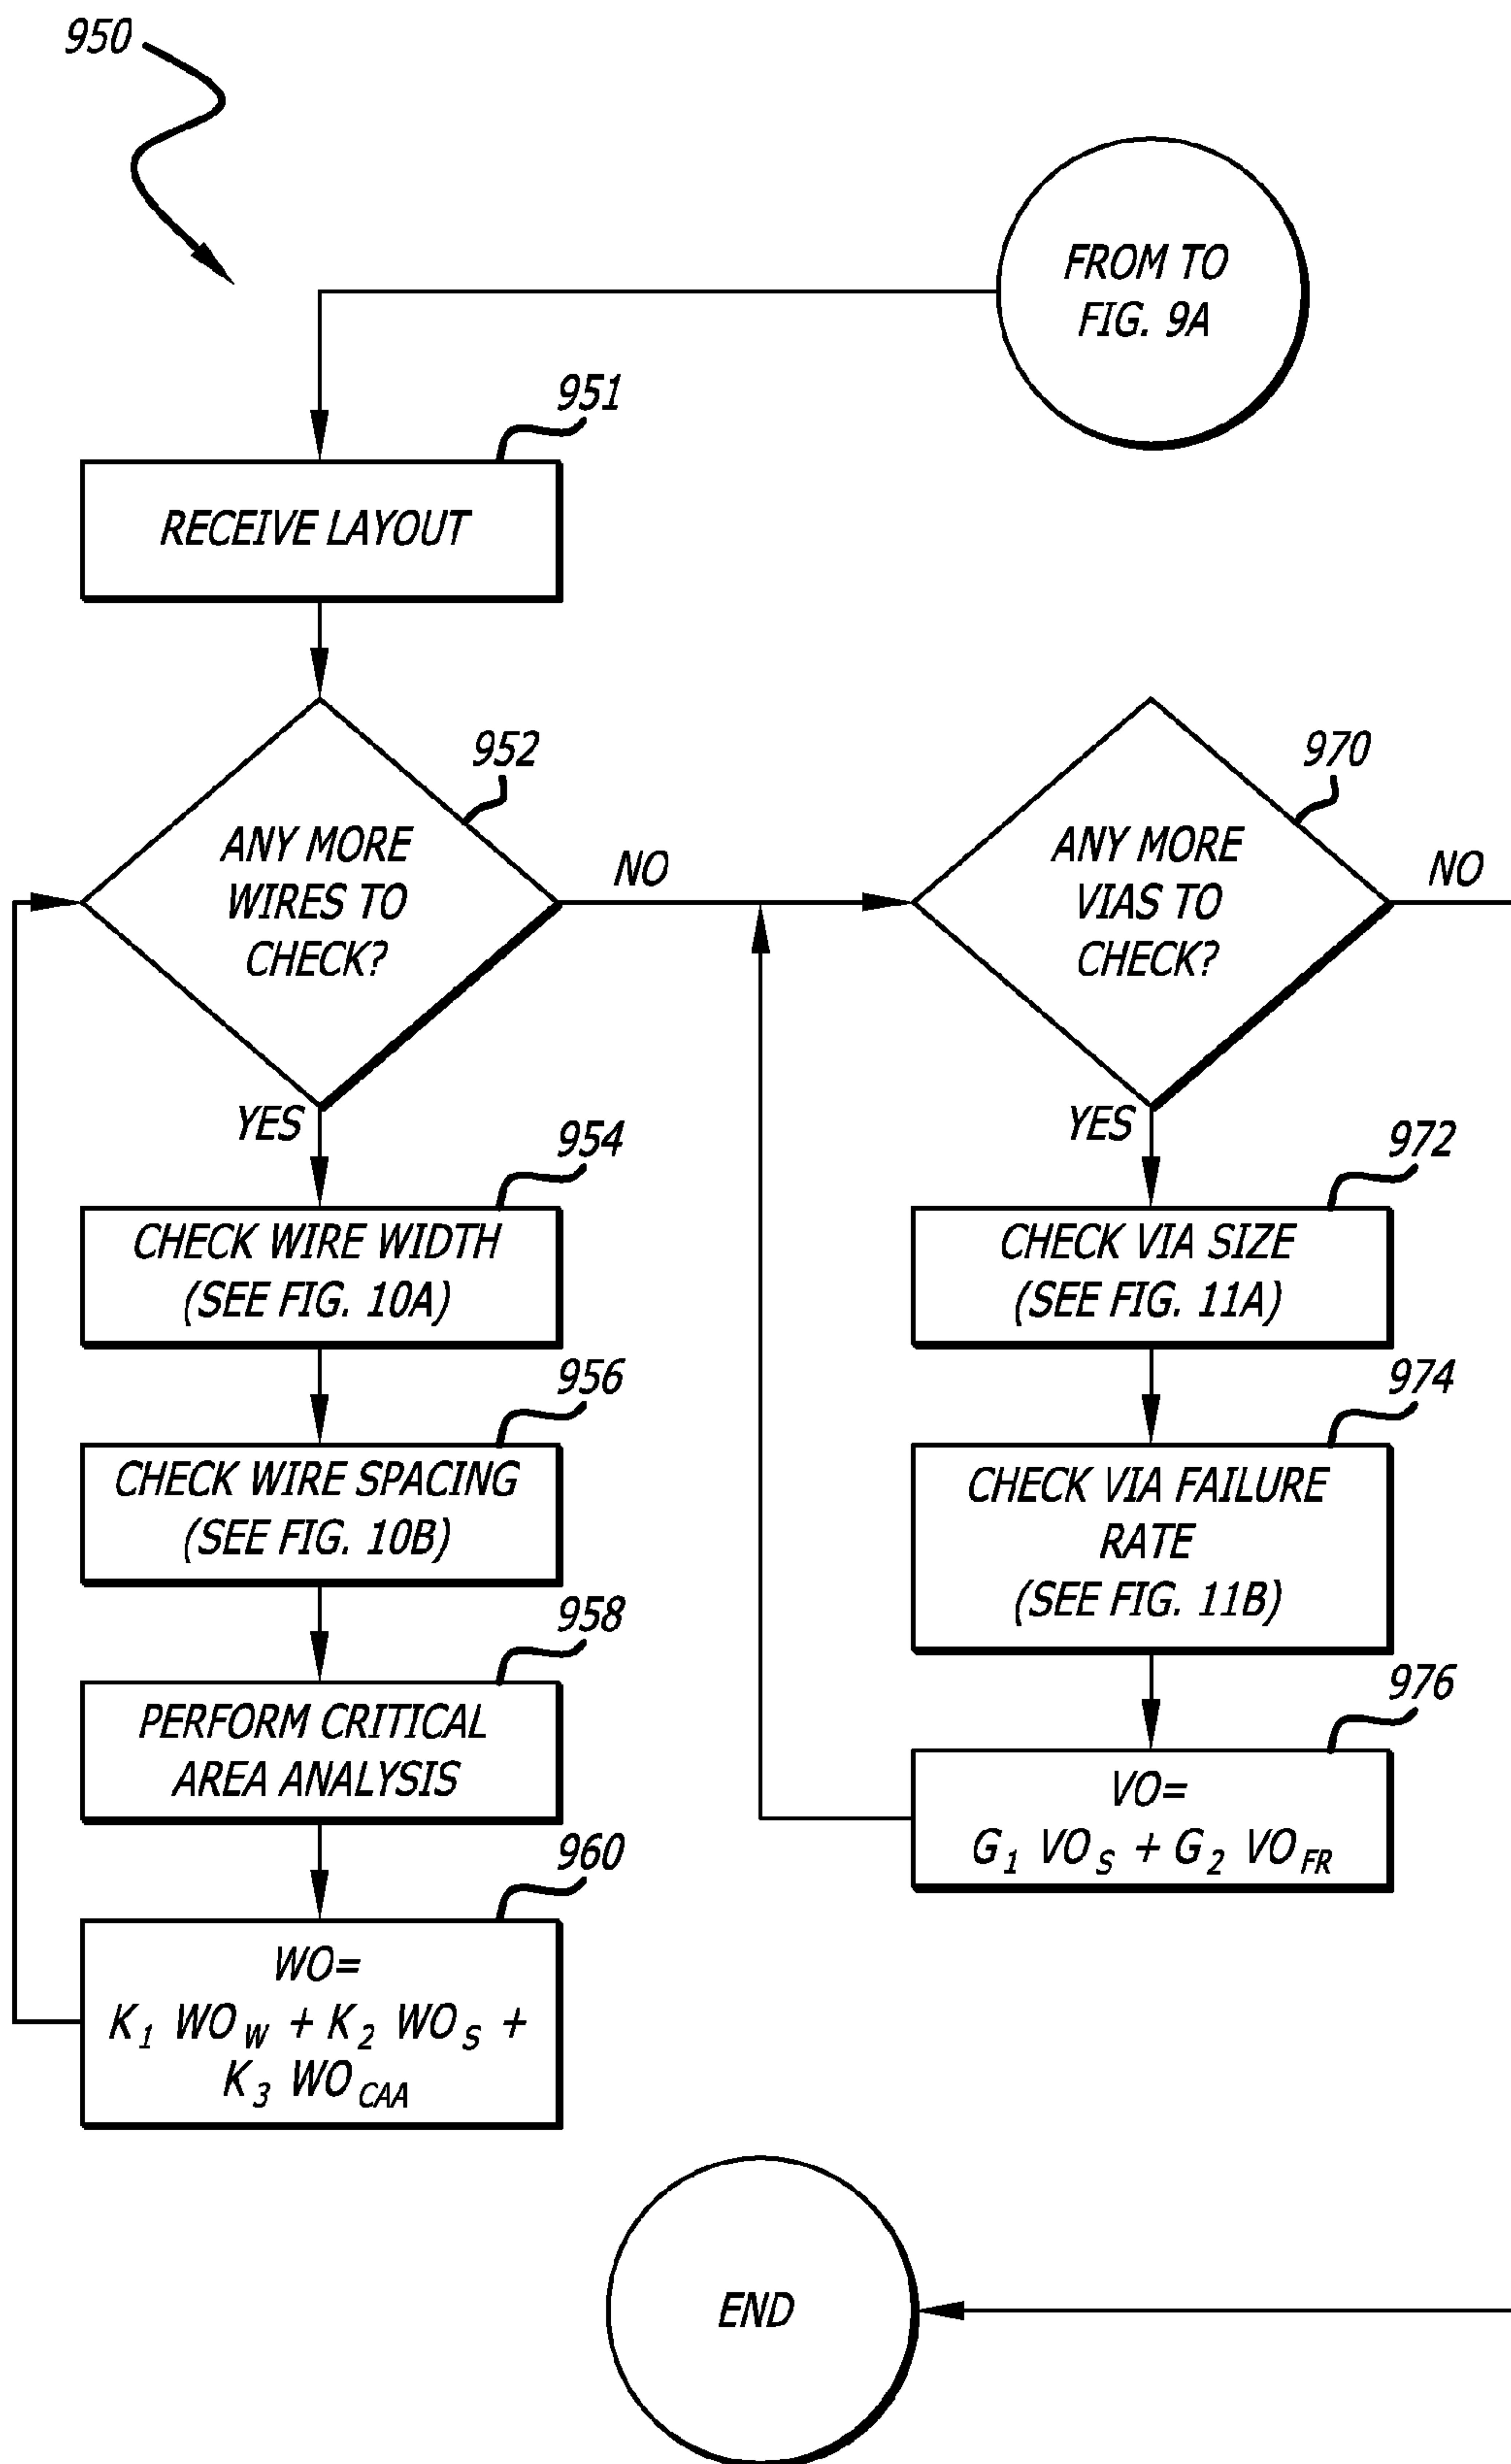 950
FROM TO
FIG. 9A
951
RECEIVE LAYOUT
952
ANY MORE
WIRES TO
CHECK?
NO
YES
954
CHECK WIRE WIDTH
(SEE FIG. 10A)
956
CHECK WIRE SPACING
(SEE FIG. 10B)
958
PERFORM CRITICAL
AREA ANALYSIS
960
WO=
K1 WOW + K2 WOS +
K3 WOCAA
970
ANY MORE
VIAS TO
CHECK?
NO
YES
972
CHECK VIA SIZE
(SEE FIG. 11A)
974
CHECK VIA FAILURE
RATE
(SEE FIG. 11B)
976
VO=
G1 VOS + G2 VOFR
END